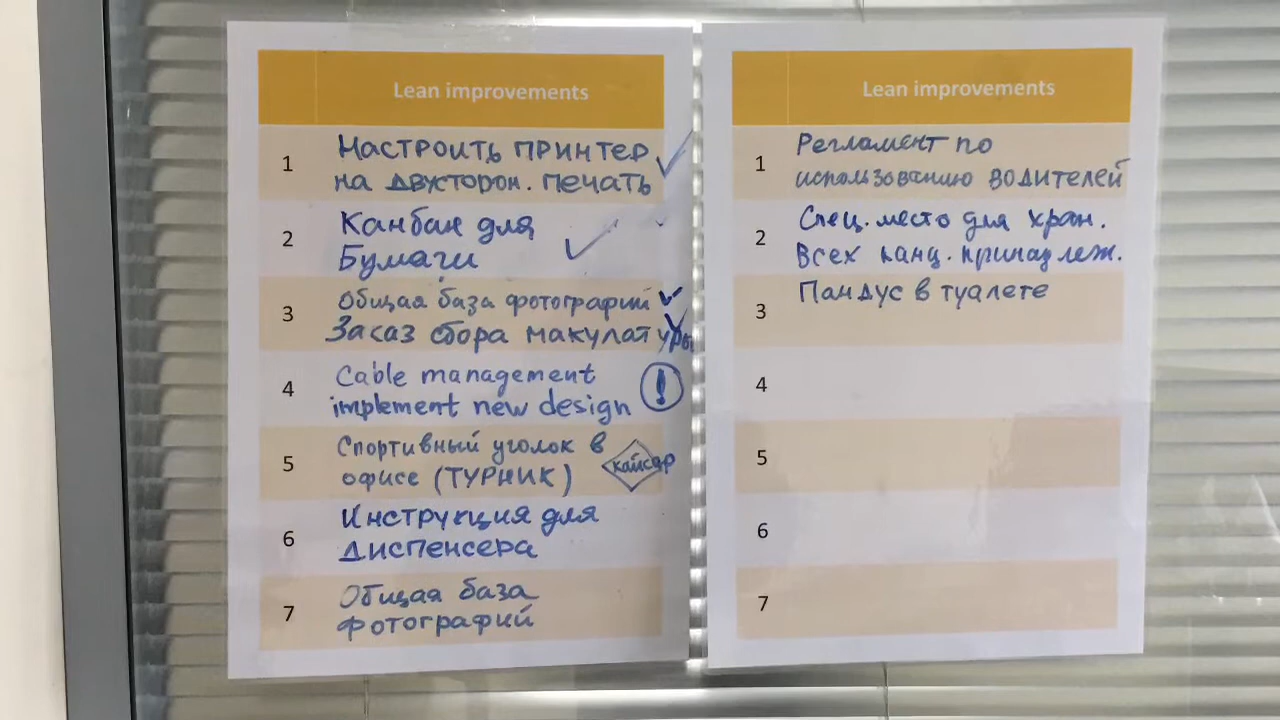 Lean improvements
1 Настроить принтер
на двусторон. печать
2 Канбан для
Бумаги
3 Общая база фотографий
Заказ сбора макулатуры
4 Cable management !
implement new design
5 Спортивный уголок в
офисе (ТУРНИК) кайсар
6 Инструкция для
диспенсера
7 Общая база
фотографий
Lean improvements
1 Регламент по
использованию водителей
2 Спец. место для хран.
Всех канц. принадлеж.
3 Пандус в туалете
4
5
6
7